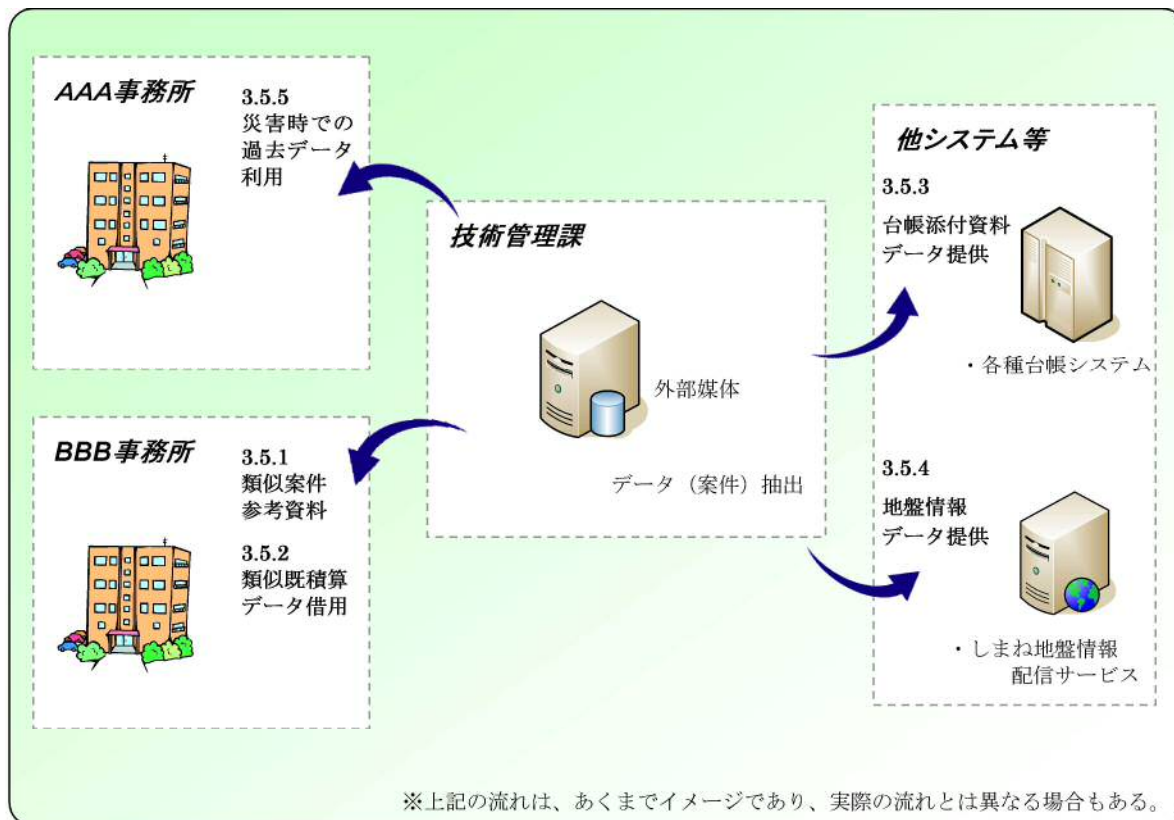 AAA事務所
3.5.5
災害時での
過去データ
利用
BBB事務所
3.5.1
類似案件
参考資料
3.5.2
類似既積算
データ借用
技術管理課
外部媒体
データ（案件）抽出
他システム等
3.5.3
台帳添付資料
データ提供
・各種台帳システム
3.5.4
地盤情報
データ提供
・しまね地盤情報
配信サービス
※上記の流れは、あくまでイメージであり、実際の流れとは異なる場合もある。